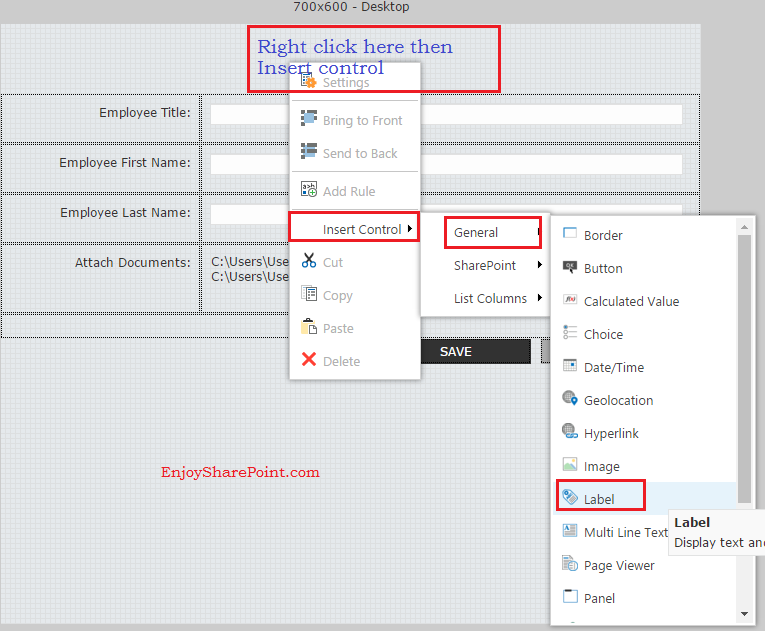 700x600 - Desktop
Right click here then
Insert control
Settings
Employee Title:
Bring to Front
Employee First Name:
Send to Back
Add Rule
Employee Last Name:
Insert Control
General
Border
Attach Documents:
C:\Users\Use
C:\Users\Use
Cut
SharePoint
Button
Copy
List Columns
Calculated Value
Paste
Choice
Delete
SAVE
Date/Time
Geolocation
Hyperlink
EnjoySharePoint.com
Image
Label
Label
Multi Line Text
Display text an
Page Viewer
Panel